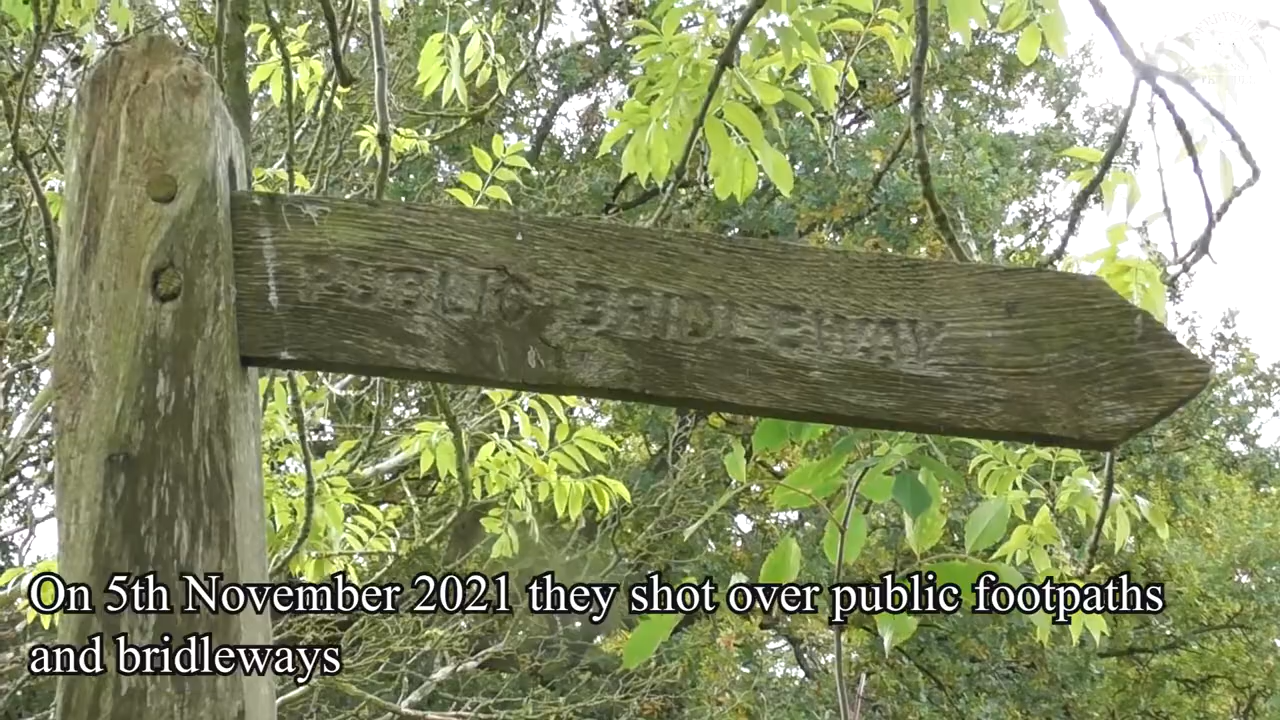 PUBLIC BRIDLEWAY
On 5th November 2021 they shot over public footpaths
and bridleways